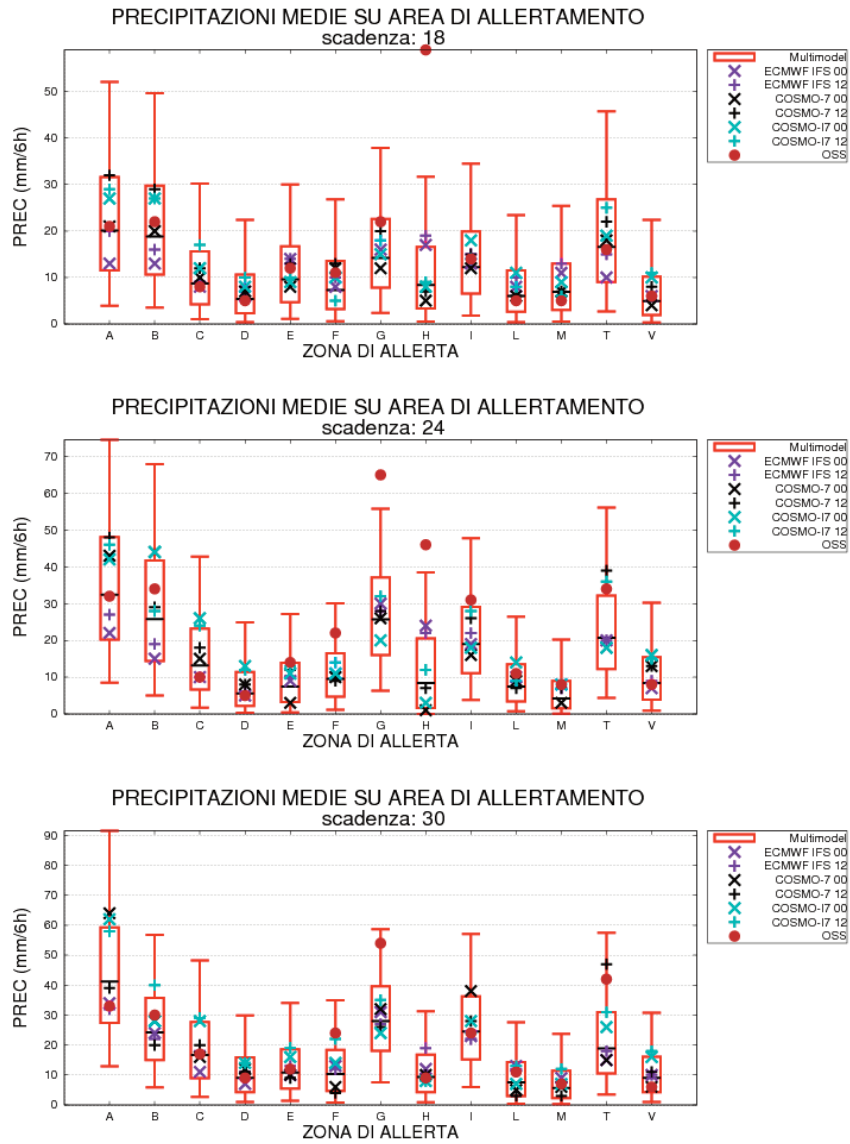 PRECIPITAZIONI MEDIE SU AREA DI ALLERTAMENTO
scadenza: 18
PREC (mm/6h)
50
40
30
20
10
0
A B C D E F G H I L M T V
ZONA DI ALLERTA
Multimodel
ECMWF IFS 00
ECMWF IFS 12
COSMO-7 00
COSMO-7 12
COSMO-I7 00
COSMO-I7 12
OSS
PRECIPITAZIONI MEDIE SU AREA DI ALLERTAMENTO
scadenza: 24
PREC (mm/6h)
70
60
50
40
30
20
10
0
A B C D E F G H I L M T V
ZONA DI ALLERTA
Multimodel
ECMWF IFS 00
ECMWF IFS 12
COSMO-7 00
COSMO-7 12
COSMO-I7 00
COSMO-I7 12
OSS
PRECIPITAZIONI MEDIE SU AREA DI ALLERTAMENTO
scadenza: 30
PREC (mm/6h)
90
80
70
60
50
40
30
20
10
0
A B C D E F G H I L M T V
ZONA DI ALLERTA
Multimodel
ECMWF IFS 00
ECMWF IFS 12
COSMO-7 00
COSMO-7 12
COSMO-I7 00
COSMO-I7 12
OSS